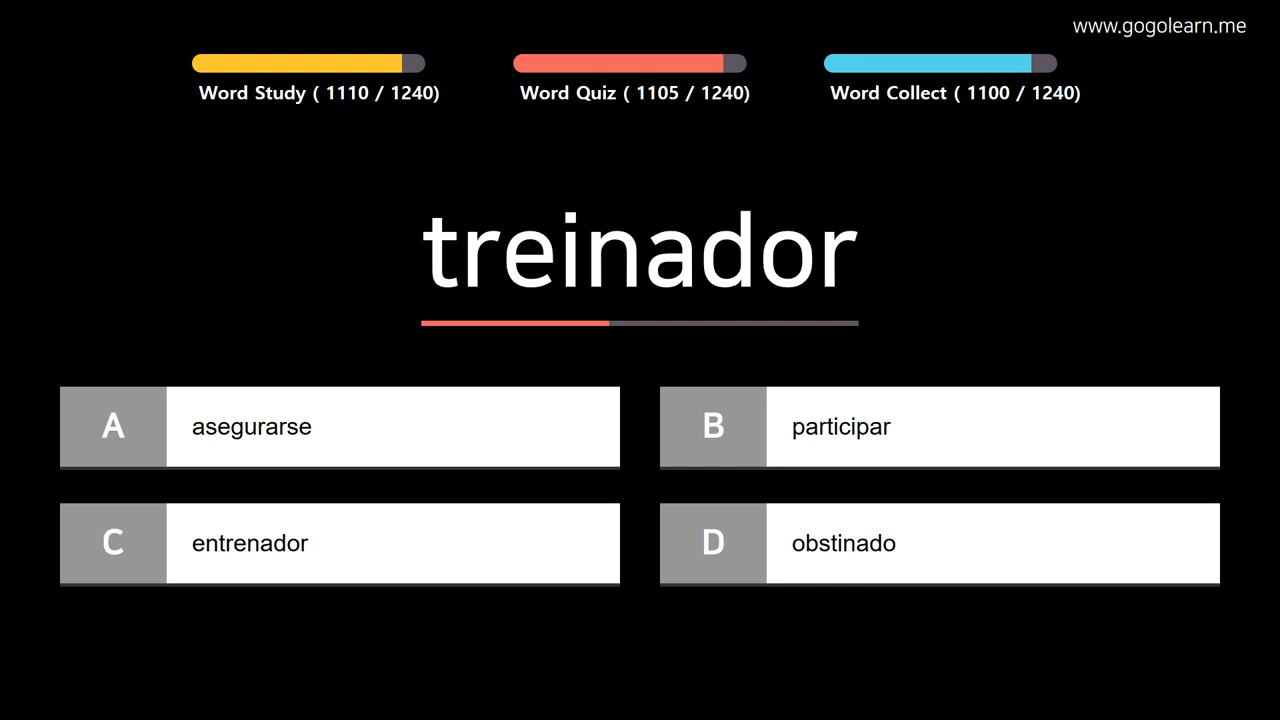 www.gogolearn.me
Word Study ( 1110 / 1240)
Word Quiz ( 1105 / 1240)
Word Collect ( 1100 / 1240)
treinador
A
asegurarse
B
participar
C
entrenador
D
obstinado